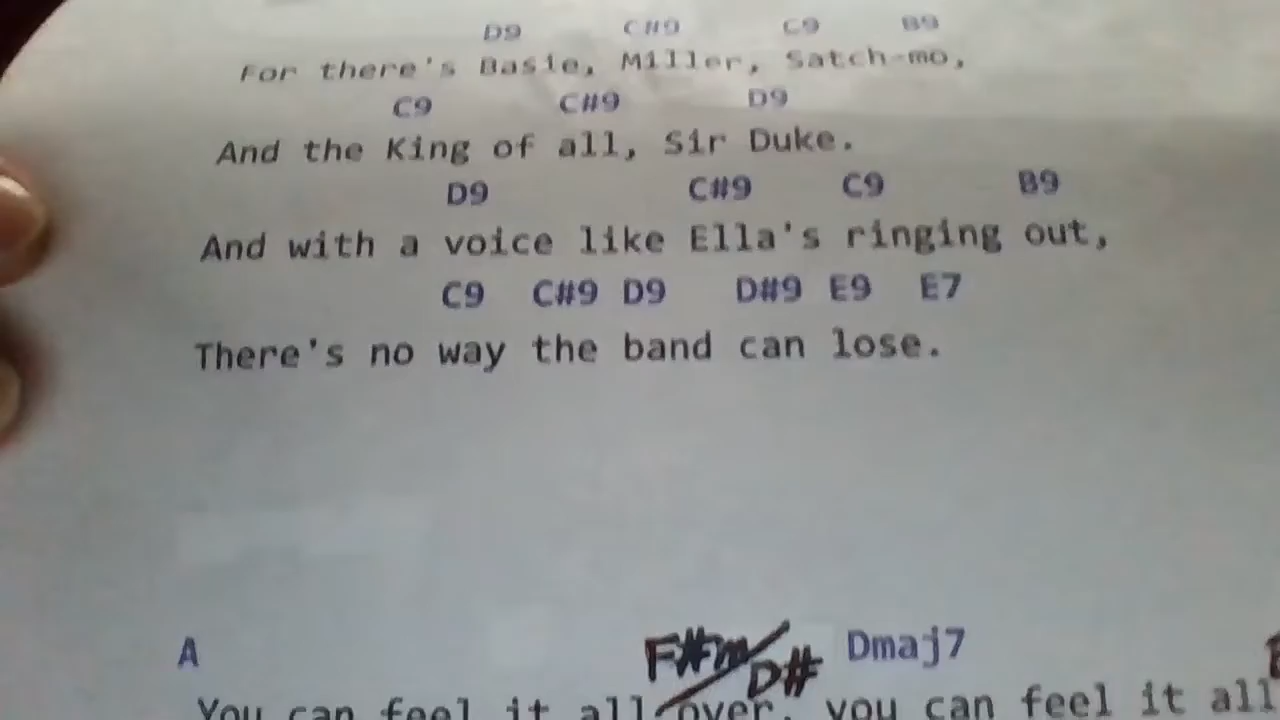 D9 C#9 C9 B9
For there's Basie, Miller, Satch-mo,
C9 C#9 D9
And the King of all, Sir Duke.
D9 C#9 C9 B9
And with a voice like Ella's ringing out,
C9 C#9 D9 D#9 E9 E7
There's no way the band can lose.
A F#m/D# Dmaj7
You can feel it all over, you can feel it all